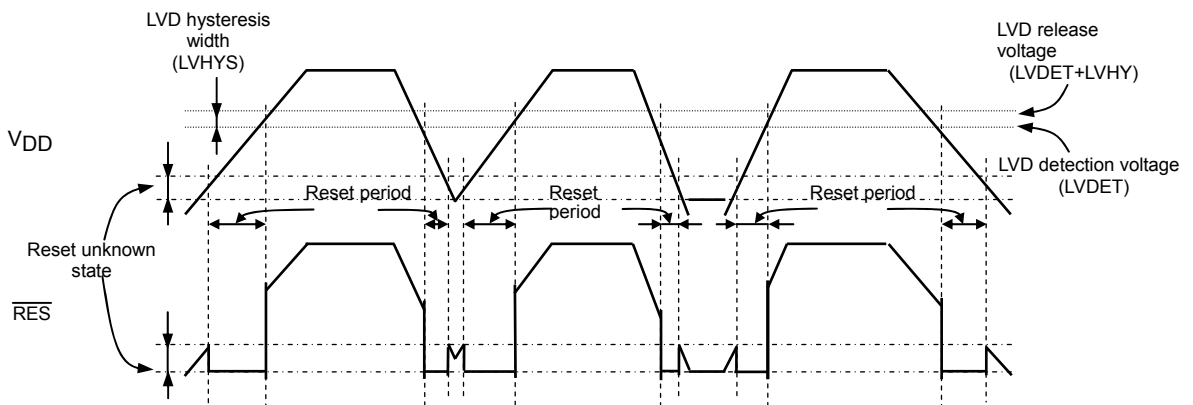 LVD hysteresis
width
(LVHYS)
LVD release
voltage
(LVDET+LVHY)
VDD
LVD detection voltage
(LVDET)
Reset period
Reset
period
Reset period
Reset unknown
state
RES